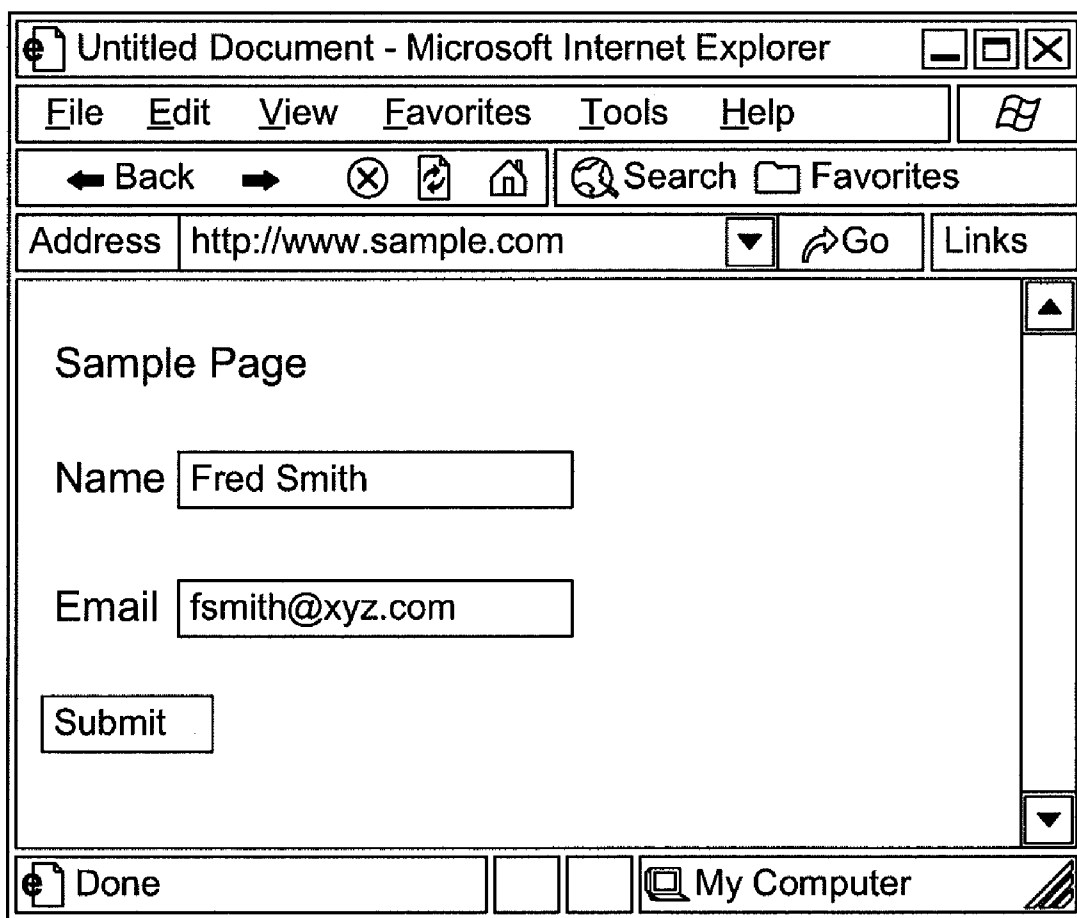 Untitled Document - Microsoft Internet Explorer
File Edit View Favorites Tools Help
Back Search Favorites
Address http://www.sample.com Go Links
Sample Page
Name Fred Smith
Email fsmith@xyz.com
Submit
Done My Computer